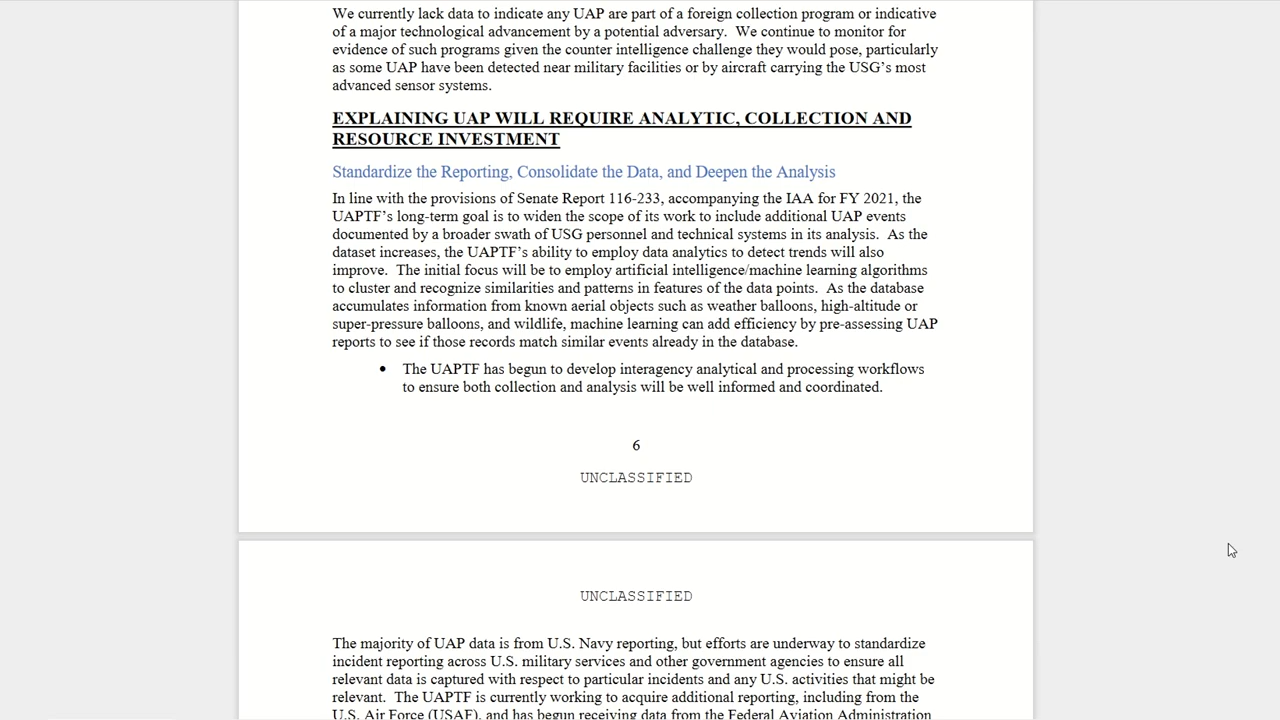 We currently lack data to indicate any UAP are part of a foreign collection program or indicative
of a major technological advancement by a potential adversary.  We continue to monitor for
evidence of such programs given the counter intelligence challenge they would pose, particularly
as some UAP have been detected near military facilities or by aircraft carrying the USG’s most
advanced sensor systems.
EXPLAINING UAP WILL REQUIRE ANALYTIC, COLLECTION AND
RESOURCE INVESTMENT
Standardize the Reporting, Consolidate the Data, and Deepen the Analysis
In line with the provisions of Senate Report 116-233, accompanying the IAA for FY 2021, the
UAPTF’s long-term goal is to widen the scope of its work to include additional UAP events
documented by a broader swath of USG personnel and technical systems in its analysis.  As the
dataset increases, the UAPTF’s ability to employ data analytics to detect trends will also
improve.  The initial focus will be to employ artificial intelligence/machine learning algorithms
to cluster and recognize similarities and patterns in features of the data points.  As the database
accumulates information from known aerial objects such as weather balloons, high-altitude or
super-pressure balloons, and wildlife, machine learning can add efficiency by pre-assessing UAP
reports to see if those records match similar events already in the database.
• The UAPTF has begun to develop interagency analytical and processing workflows
to ensure both collection and analysis will be well informed and coordinated.
6
UNCLASSIFIED
UNCLASSIFIED
The majority of UAP data is from U.S. Navy reporting, but efforts are underway to standardize
incident reporting across U.S. military services and other government agencies to ensure all
relevant data is captured with respect to particular incidents and any U.S. activities that might be
relevant.  The UAPTF is currently working to acquire additional reporting, including from the
U.S. Air Force (USAF), and has begun receiving data from the Federal Aviation Administration